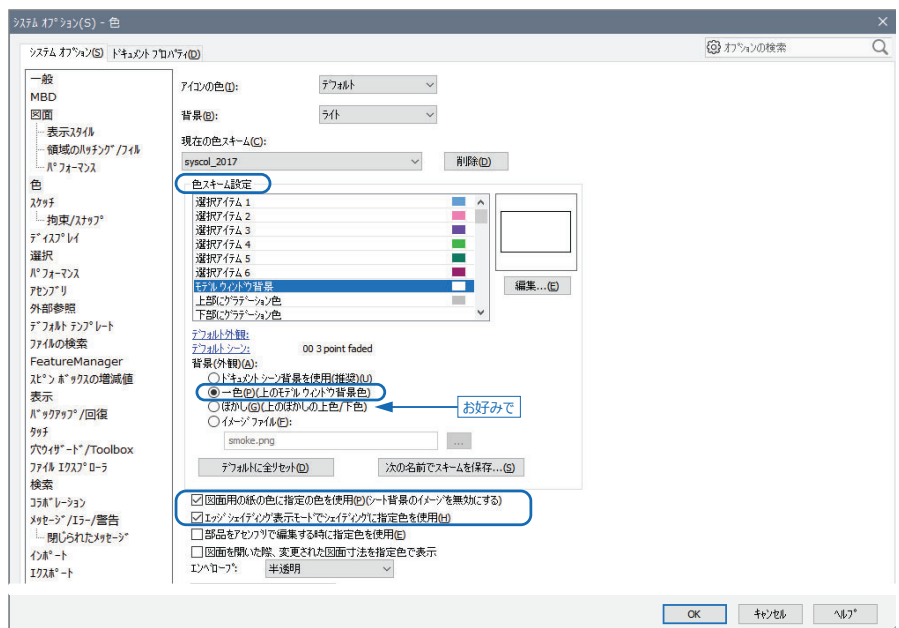 システム オプション(S) - 色
システム オプション(S)
ドキュメント プロパティ(D)
オプションの検索
一般
MBD
図面
表示スタイル
領域のハッチング/フィル
パフォーマンス
色
スケッチ
拘束/スナップ
ディスプレイ
選択
パフォーマンス
アセンブリ
外部参照
デフォルト テンプレート
ファイルの検索
FeatureManager
スピン ボックスの増減値
表示
バックアップ/回復
タッチ
穴ウィザード/Toolbox
ファイル エクスプローラ
検索
コラボレーション
メッセージ/エラー/警告
閉じられたメッセージ
インポート
エクスポート
アイコンの色(I):
デフォルト
背景(B):
ライト
現在の色スキーム(C):
syscol_2017
削除(D)
色スキーム設定
選択アイテム 1
選択アイテム 2
選択アイテム 3
選択アイテム 4
選択アイテム 5
選択アイテム 6
モデル ウィンドウ背景
上部にグラデーション色
下部にグラデーション色
編集...(E)
デフォルト外観:
デフォルト シーン: 00 3 point faded
背景(外観)(A):
ドキュメント シーン背景を使用(推奨)(U)
一色(P)(上のモデル ウィンドウ背景色)
ぼかし(G)(上のぼかしの上色/下色)
お好みで
イメージ ファイル(F):
smoke.png
...
デフォルトに全リセット(D)
次の名前でスキームを保存...(S)
図面用の紙の色に指定の色を使用(P)(シート背景のイメージを無効にする)
エッジ シェイディング表示モードでシェイディングに指定色を使用(H)
部品をアセンブリで編集する時に指定色を使用(E)
図面を開いた際、変更された図面寸法を指定色で表示
エンベロープ:
半透明
OK
キャンセル
ヘルプ